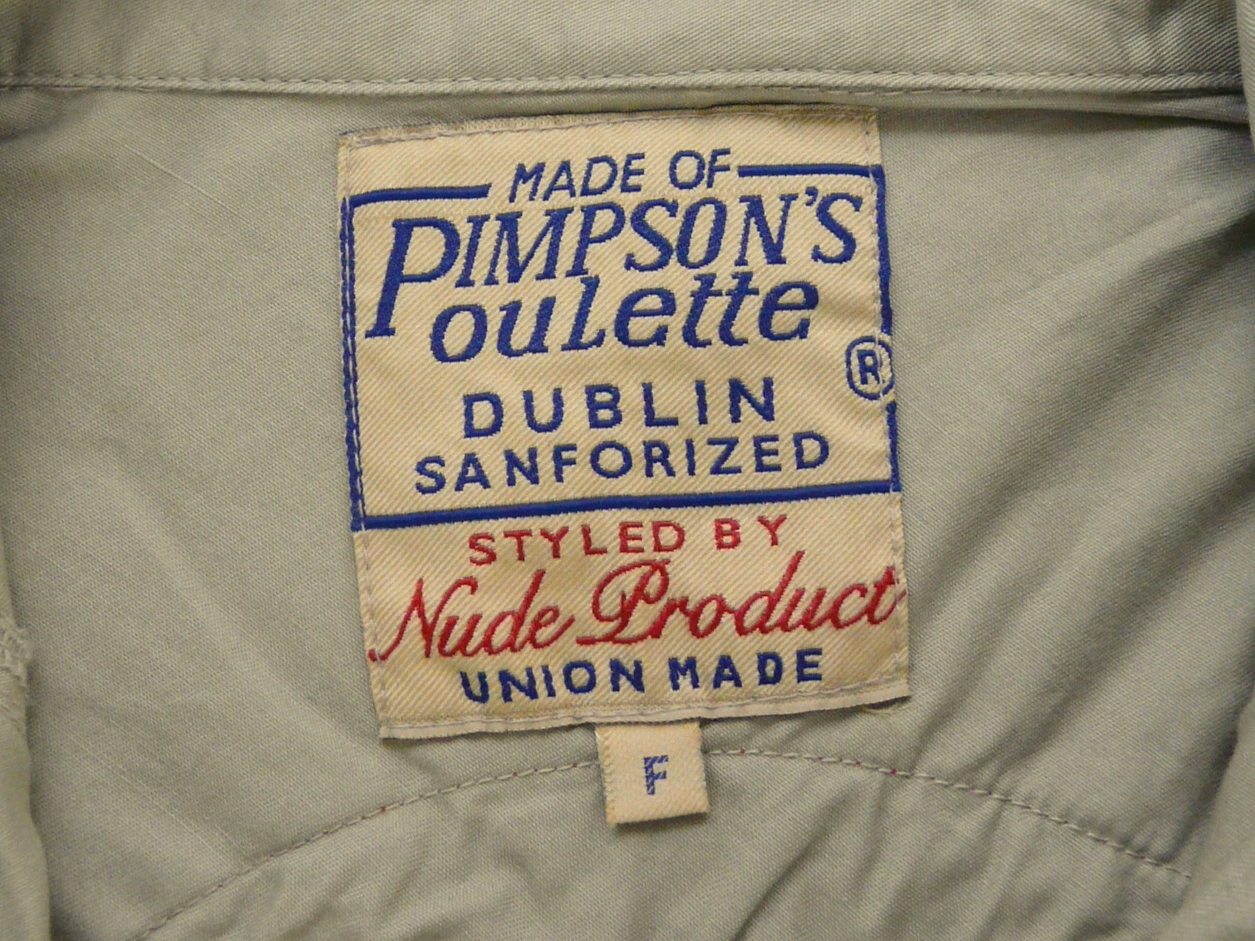 MADE OF
PIMPSON'S
Poulette
®
DUBLIN
SANFORIZED
STYLED BY
Nude Product
UNION MADE
F